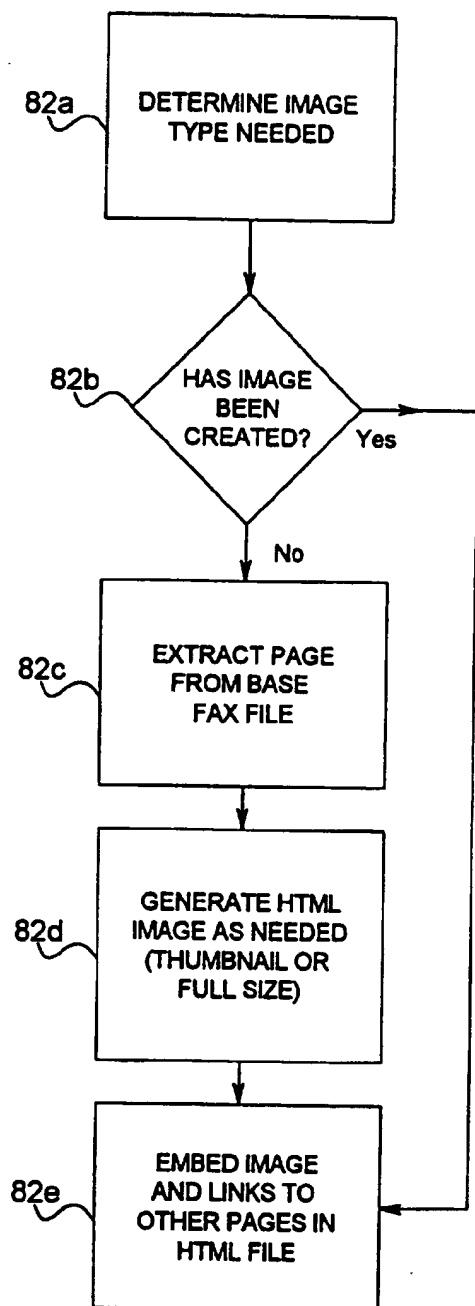 82a
DETERMINE IMAGE
TYPE NEEDED
82b
HAS IMAGE
BEEN
CREATED?
Yes
No
82c
EXTRACT PAGE
FROM BASE
FAX FILE
82d
GENERATE HTML
IMAGE AS NEEDED
(THUMBNAIL OR
FULL SIZE)
82e
EMBED IMAGE
AND LINKS TO
OTHER PAGES IN
HTML FILE